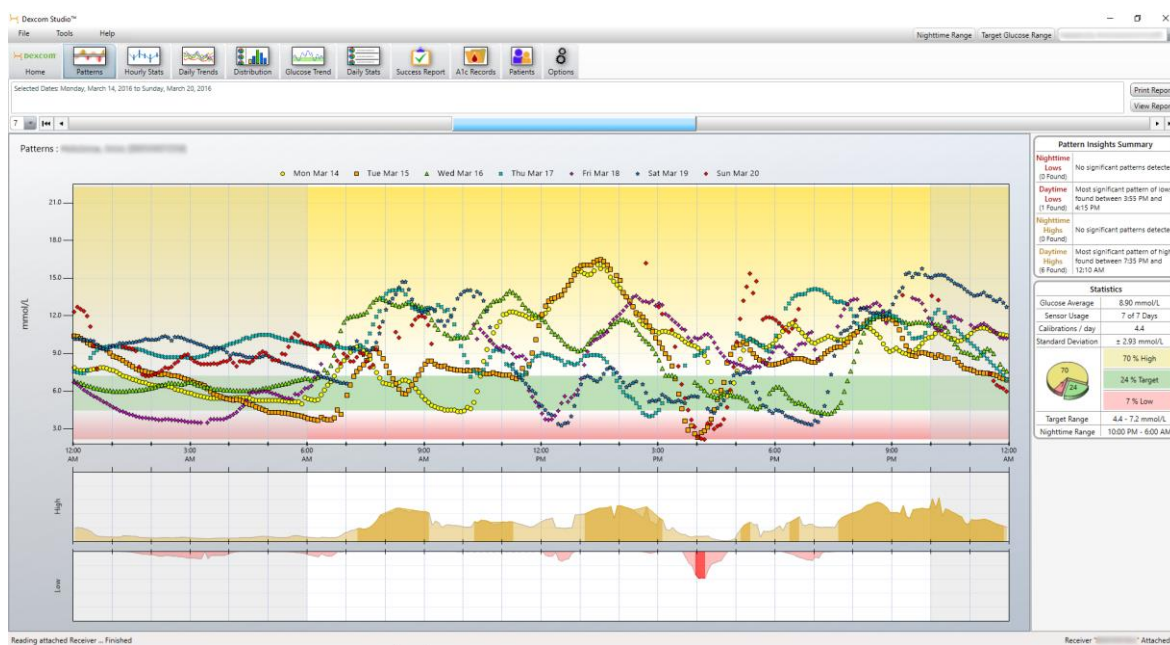 Dexcom Studio™
File Tools Help
Nighttime Range Target Glucose Range
DEXCOM
Home Patterns Hourly Stats Daily Trends Distribution Glucose Trend Daily Stats Success Report A1c Records Patients Options
Selected Dates: Monday, March 14, 2016 to Sunday, March 20, 2016
Print Repor
View Repor
7
Patterns :
Mon Mar 14 Tue Mar 15 Wed Mar 16 Thu Mar 17 Fri Mar 18 Sat Mar 19 Sun Mar 20
mmol/L
21.0
18.0
15.0
12.0
9.0
6.0
3.0
12:00 AM
3:00 AM
6:00 AM
9:00 AM
12:00 PM
3:00 PM
6:00 PM
9:00 PM
12:00 AM
High
Low
Pattern Insights Summary
Nighttime Lows (0 Found) No significant patterns detecte
Daytime Lows (1 Found) Most significant pattern of low
found between 3:55 PM and
4:15 PM
Nighttime Highs (0 Found) No significant patterns detecte
Daytime Highs (6 Found) Most significant pattern of high
found between 7:35 PM and
12:10 AM
Statistics
Glucose Average 8.90 mmol/L
Sensor Usage 7 of 7 Days
Calibrations / day 4.4
Standard Deviation ± 2.93 mmol/L
70 24
70 % High
24 % Target
7 % Low
Target Range 4.4 - 7.2 mmol/L
Nighttime Range 10:00 PM - 6:00 AM
Reading attached Receiver ... Finished
Receiver " " Attached